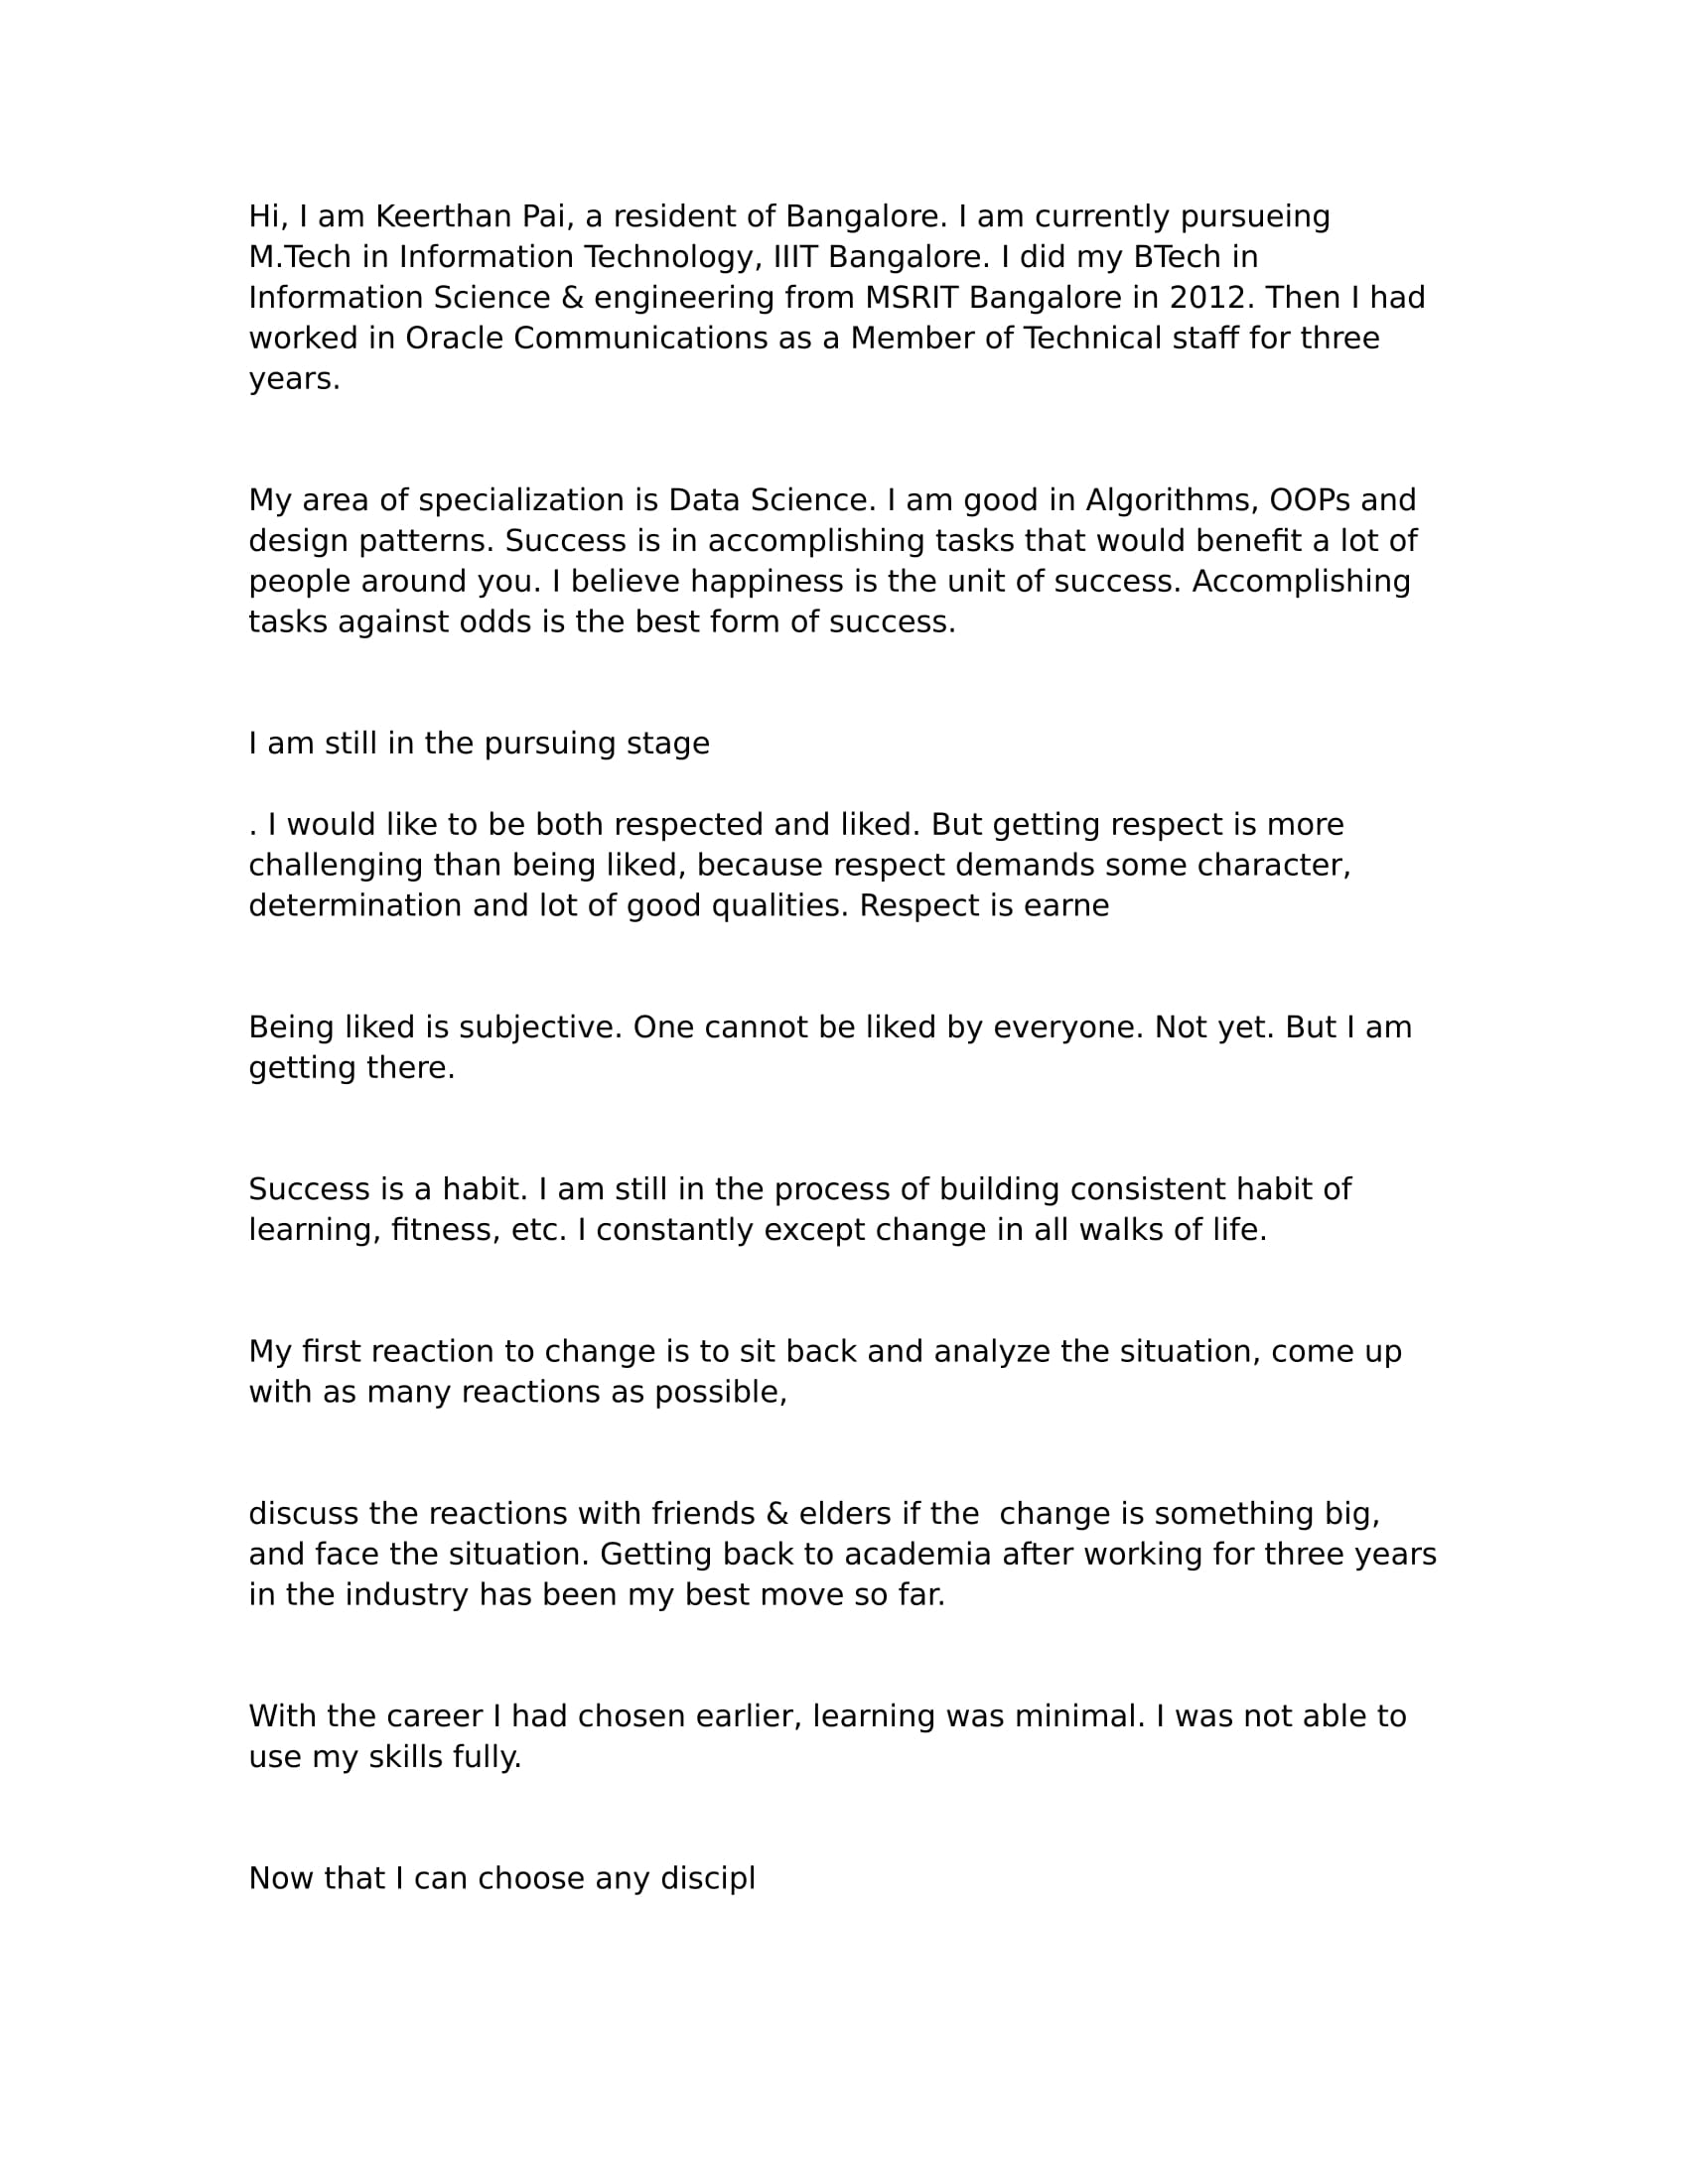 Hi, I am Keerthan Pai, a resident of Bangalore. I am currently pursueing
M.Tech in Information Technology, IIIT Bangalore. I did my BTech in
Information Science & engineering from MSRIT Bangalore in 2012. Then I had
worked in Oracle Communications as a Member of Technical staff for three
years.
My area of specialization is Data Science. I am good in Algorithms, OOPs and
design patterns. Success is in accomplishing tasks that would benefit a lot of
people around you. I believe happiness is the unit of success. Accomplishing
tasks against odds is the best form of success.
I am still in the pursuing stage
. I would like to be both respected and liked. But getting respect is more
challenging than being liked, because respect demands some character,
determination and lot of good qualities. Respect is earne
Being liked is subjective. One cannot be liked by everyone. Not yet. But I am
getting there.
Success is a habit. I am still in the process of building consistent habit of
learning, fitness, etc. I constantly except change in all walks of life.
My first reaction to change is to sit back and analyze the situation, come up
with as many reactions as possible,
discuss the reactions with friends & elders if the  change is something big,
and face the situation. Getting back to academia after working for three years
in the industry has been my best move so far.
With the career I had chosen earlier, learning was minimal. I was not able to
use my skills fully.
Now that I can choose any discipl